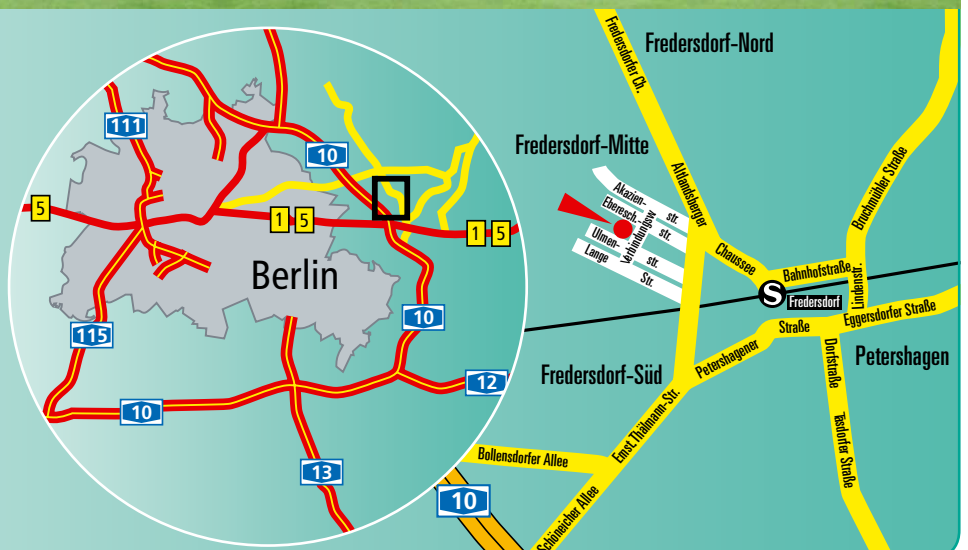 111
10
5
1 5
1 5
Berlin
115
10
10
12
13
Fredersdorf-Nord
Fredersdorfer Ch.
Fredersdorf-Mitte
Altlandsberger
Chaussee
Akazien- str.
Eberesch.- str.
Ulmen- str.
Lange Str.
Verbindungsw
Bruchmühler Straße
Bahnhofstraße
S
Fredersdorf
Eggersdorfer Straße
Petershagener Straße
Petershagen
Dorfstraße
Tasdorfer Straße
Fredersdorf-Süd
Ernst.Thälmann-Str.
Bollensdorfer Allee
Schöneicher Allee
10